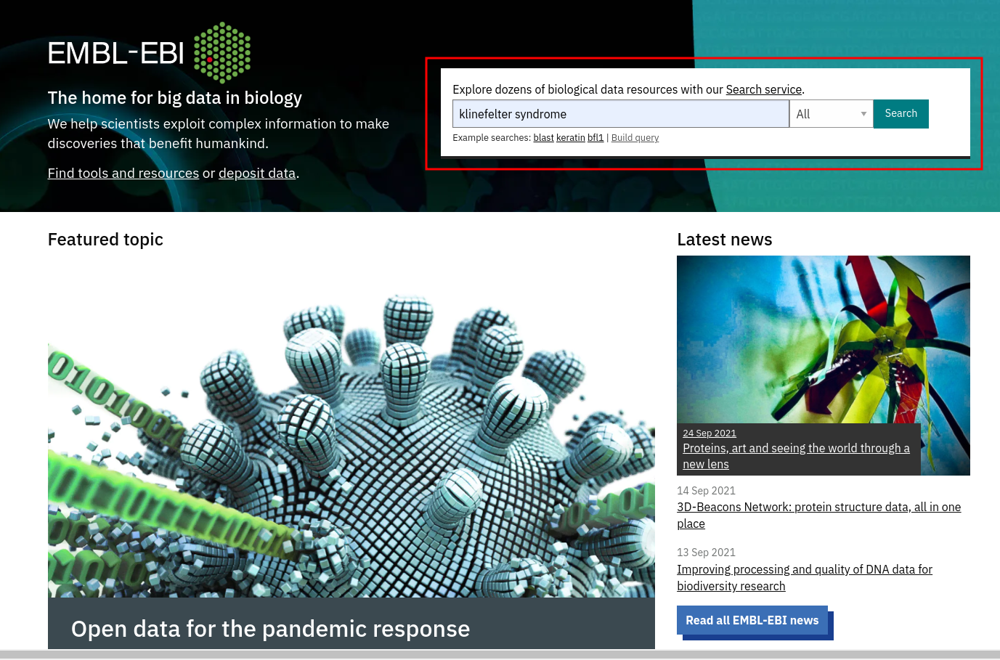 EMBL-EBI
The home for big data in biology
We help scientists exploit complex information to make
discoveries that benefit humankind.
Find tools and resources or deposit data.
Explore dozens of biological data resources with our Search service.
klinefelter syndrome
All
Search
Example searches: blast keratin bfl1 | Build query
Featured topic
010100
Open data for the pandemic response
Latest news
24 Sep 2021
Proteins, art and seeing the world through a
new lens
14 Sep 2021
3D-Beacons Network: protein structure data, all in one
place
13 Sep 2021
Improving processing and quality of DNA data for
biodiversity research
Read all EMBL-EBI news